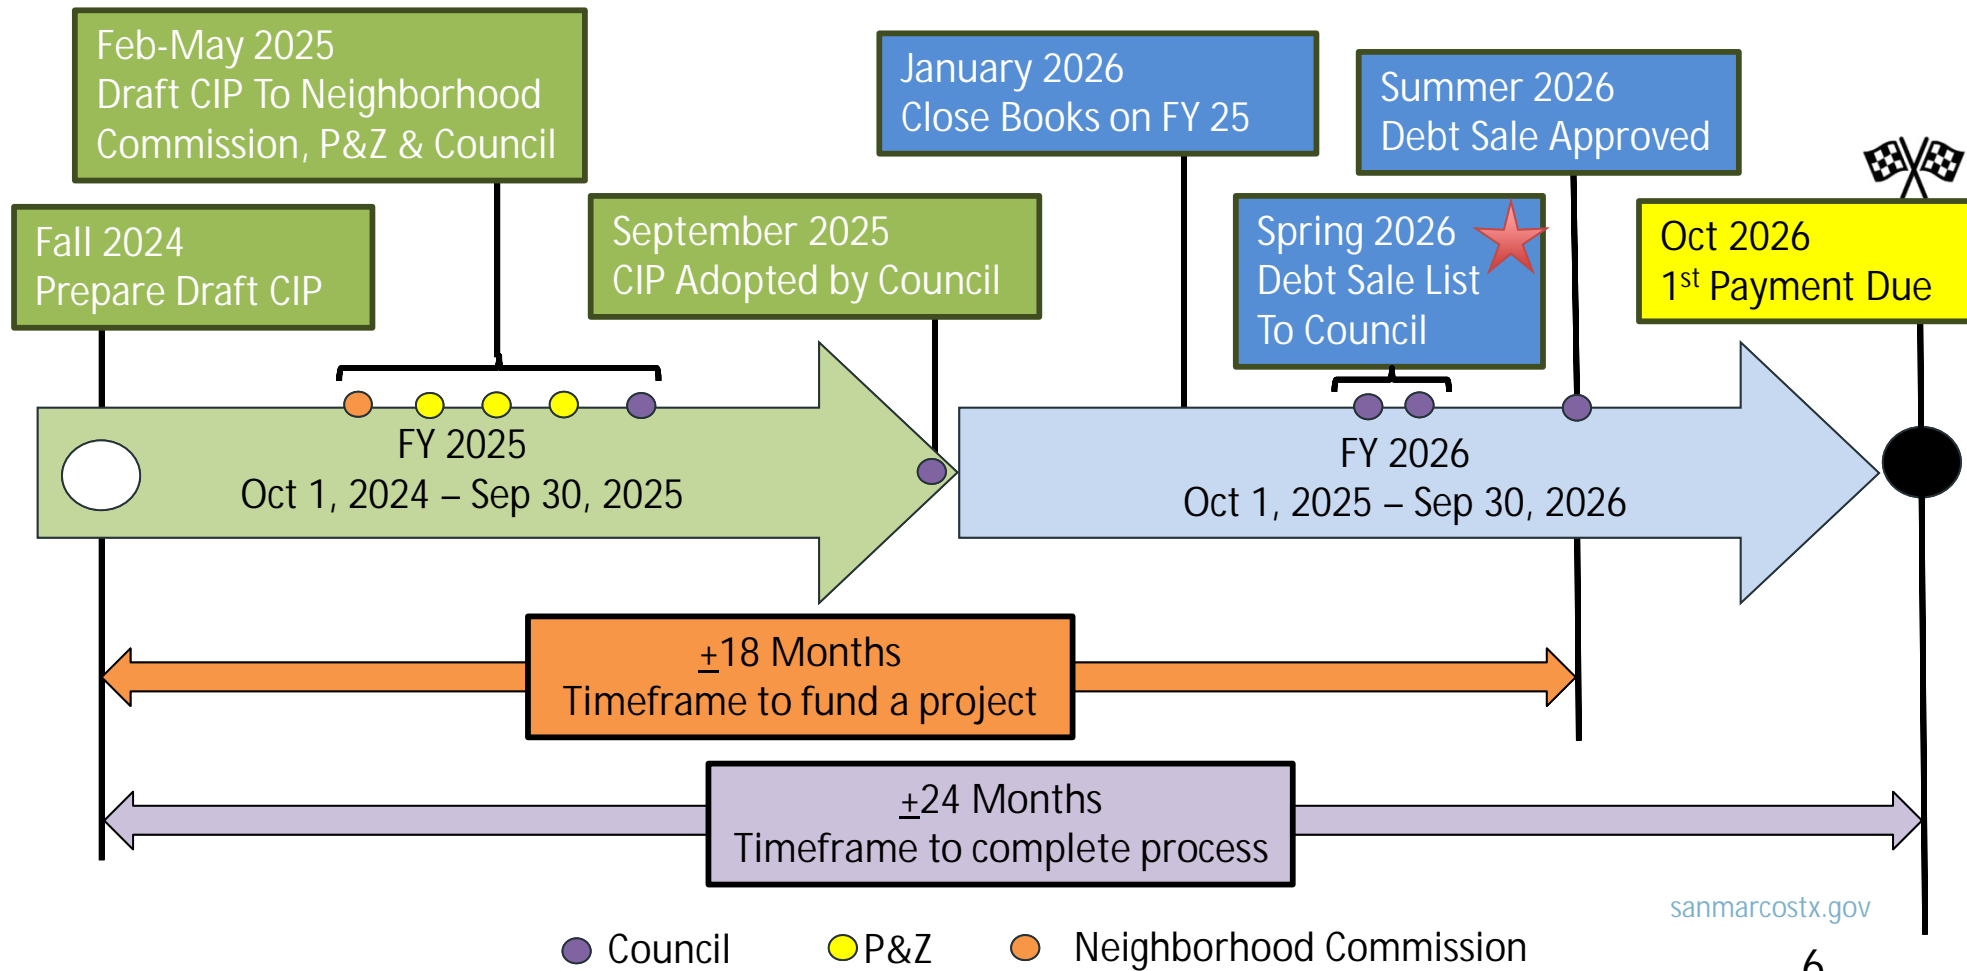 Feb-May 2025
Draft CIP To Neighborhood
Commission, P&Z & Council
January 2026
Close Books on FY 25
Summer 2026
Debt Sale Approved
Fall 2024
Prepare Draft CIP
September 2025
CIP Adopted by Council
Spring 2026
Debt Sale List
To Council
Oct 2026
1st Payment Due
FY 2025
Oct 1, 2024 – Sep 30, 2025
FY 2026
Oct 1, 2025 – Sep 30, 2026
±18 Months
Timeframe to fund a project
±24 Months
Timeframe to complete process
sanmarcostx.gov
Council
P&Z
Neighborhood Commission
6